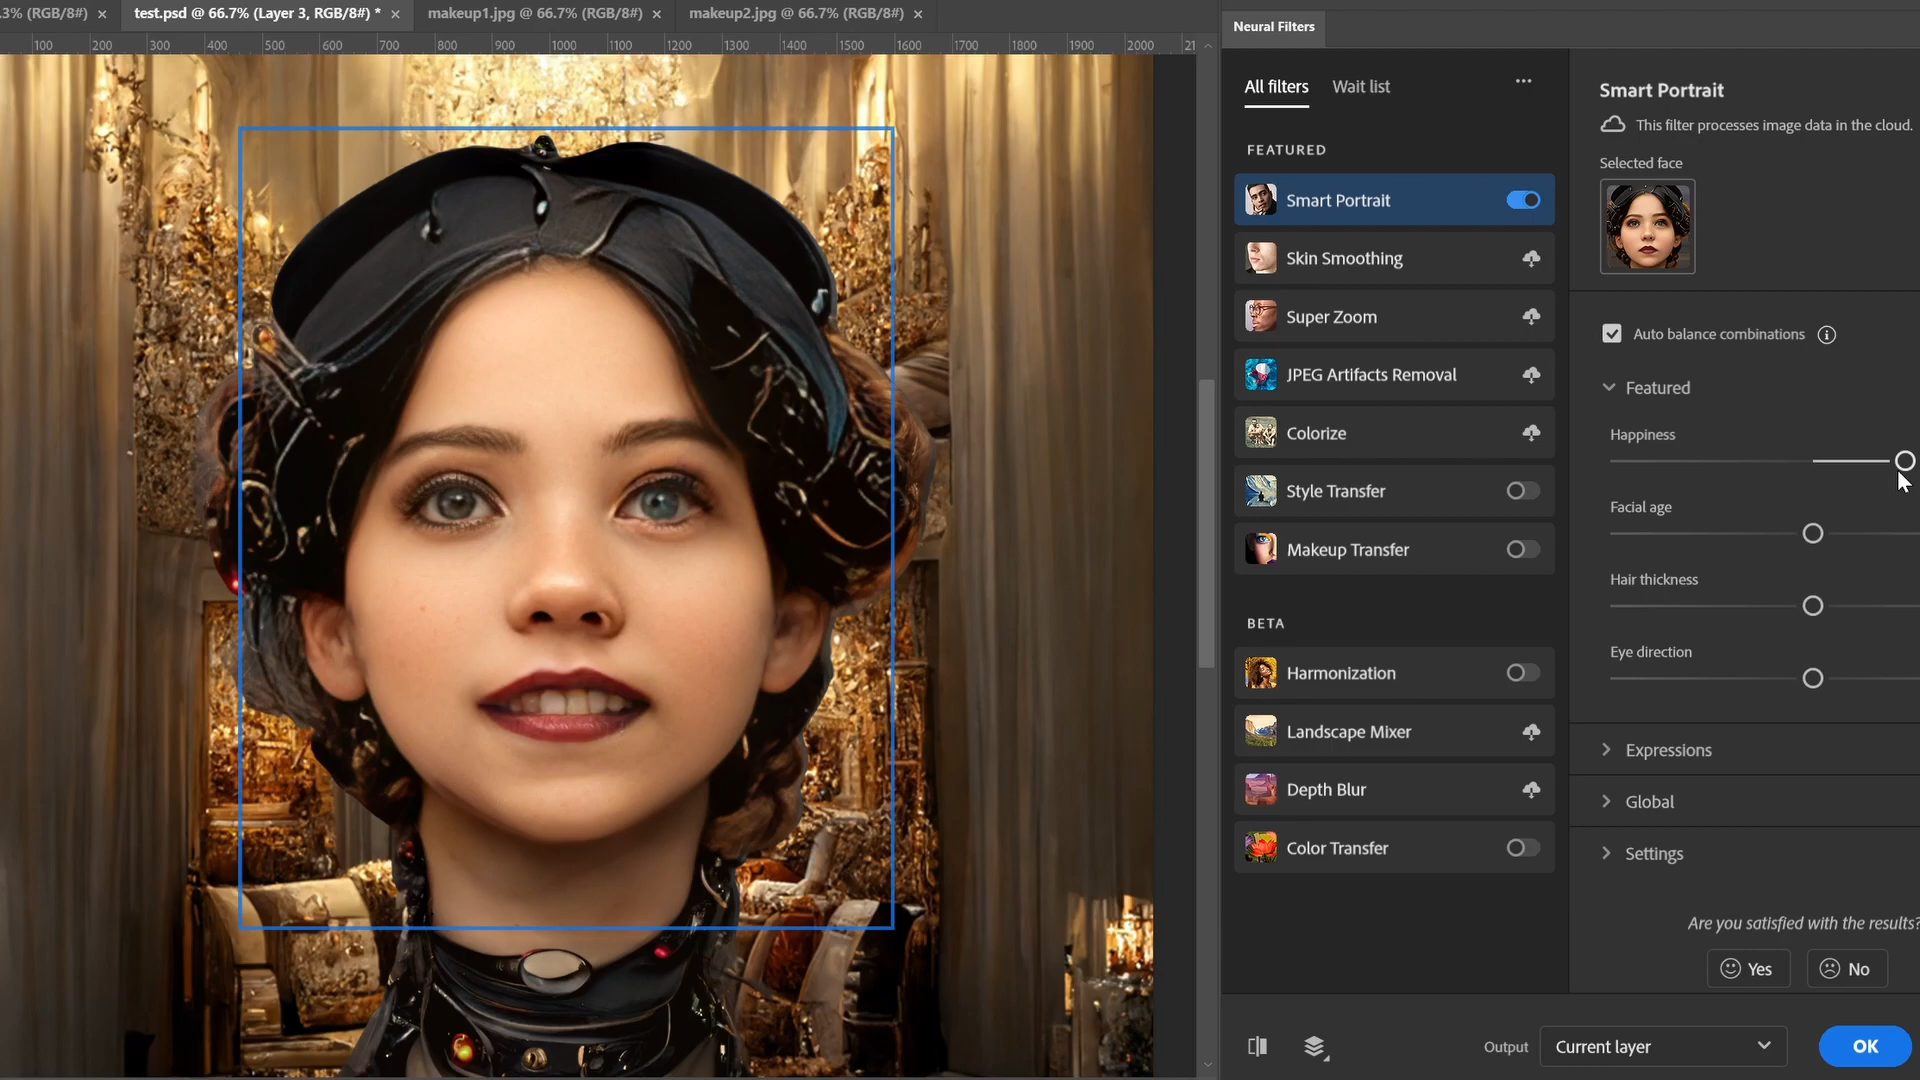 .3% (RGB/8#) ×
test.psd @ 66.7% (Layer 3, RGB/8#) * ×
makeup1.jpg @ 66.7% (RGB/8#) ×
makeup2.jpg @ 66.7% (RGB/8#) ×
100 200 300 400 500 600 700 800 900 1000 1100 1200 1300 1400 1500 1600 1700 1800 1900 2000 21
Neural Filters
All filters
Wait list
FEATURED
Smart Portrait
Skin Smoothing
Super Zoom
JPEG Artifacts Removal
Colorize
Style Transfer
Makeup Transfer
BETA
Harmonization
Landscape Mixer
Depth Blur
Color Transfer
Smart Portrait
This filter processes image data in the cloud.
Selected face
Auto balance combinations
Featured
Happiness
Facial age
Hair thickness
Eye direction
Expressions
Global
Settings
Are you satisfied with the results?
Yes
No
Output
Current layer
OK